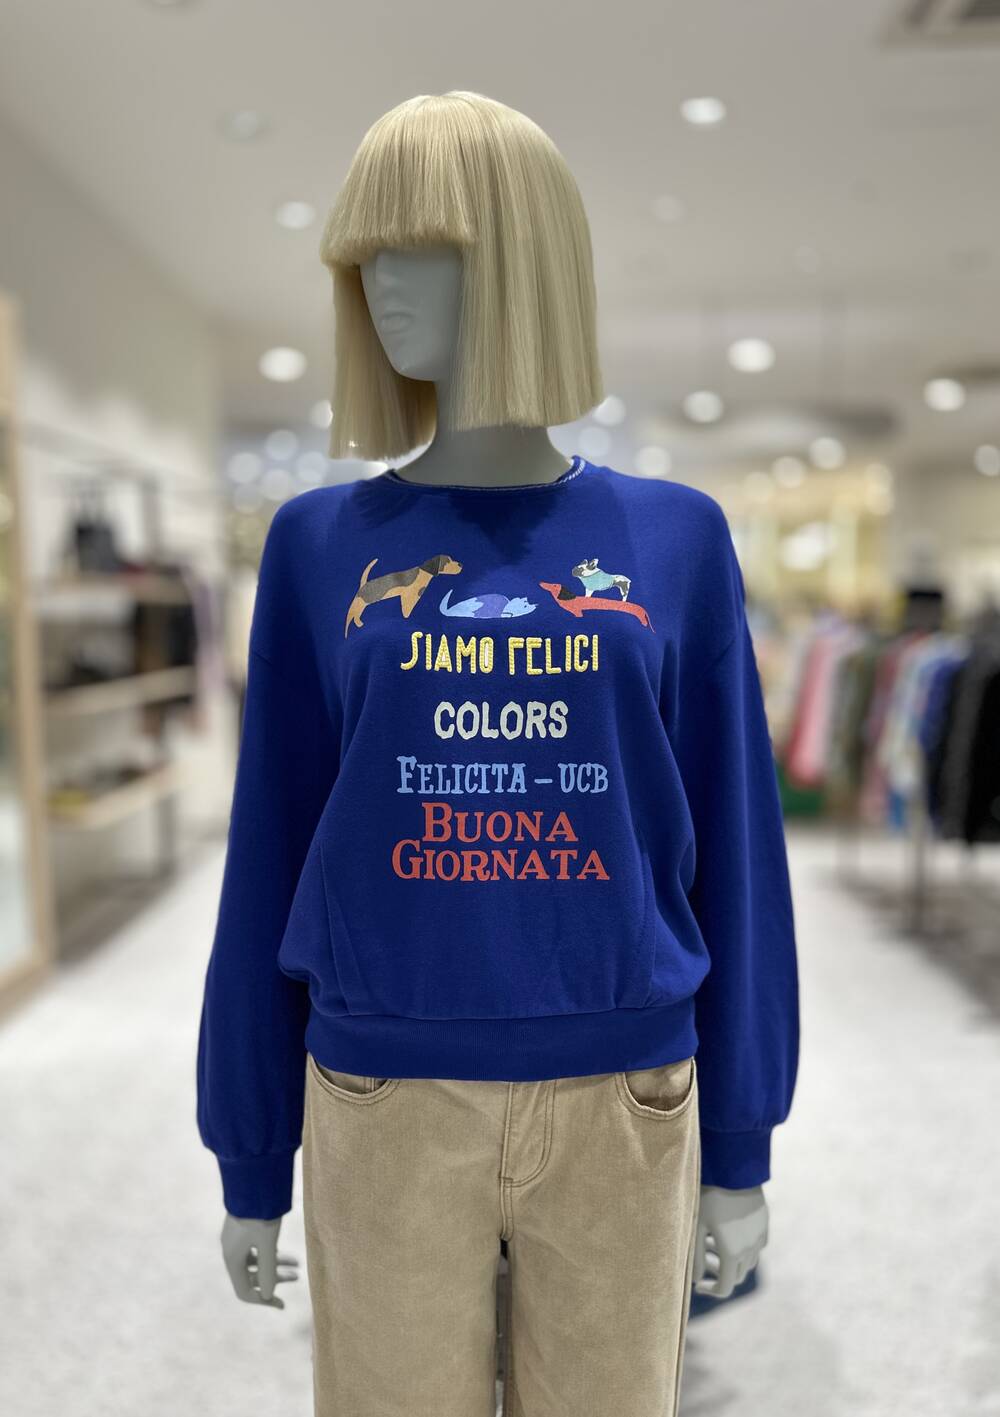 SIAMO FELICI
COLORS
FELICITA – UCB
BUONA
GIORNATA